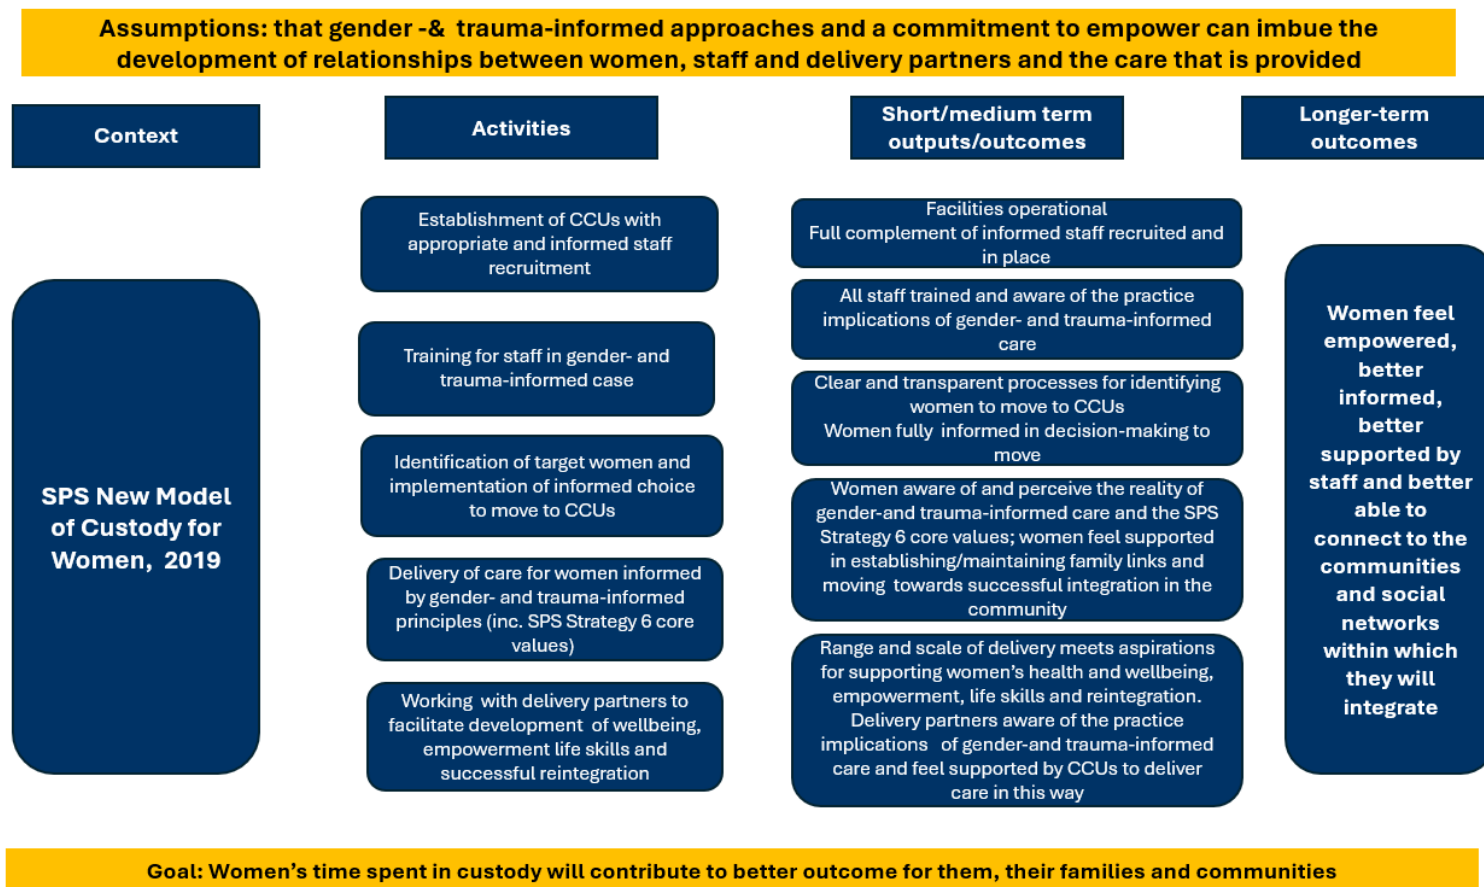 Assumptions: that gender -& trauma-informed approaches and a commitment to empower can imbue the
development of relationships between women, staff and delivery partners and the care that is provided
Context
Activities
Short/medium term
outputs/outcomes
Longer-term
outcomes
SPS New Model
of Custody for
Women, 2019
Establishment of CCUs with
appropriate and informed staff
recruitment
Training for staff in gender- and
trauma-informed case
Identification of target women and
implementation of informed choice
to move to CCUs
Delivery of care for women informed
by gender- and trauma-informed
principles (inc. SPS Strategy 6 core
values)
Working with delivery partners to
facilitate development of wellbeing,
empowerment life skills and
successful reintegration
Facilities operational
Full complement of informed staff recruited and
in place
All staff trained and aware of the practice
implications of gender- and trauma-informed
care
Clear and transparent processes for identifying
women to move to CCUs
Women fully informed in decision-making to
move
Women aware of and perceive the reality of
gender-and trauma-informed care and the SPS
Strategy 6 core values; women feel supported
in establishing/maintaining family links and
moving towards successful integration in the
community
Range and scale of delivery meets aspirations
for supporting women's health and wellbeing,
empowerment, life skills and reintegration.
Delivery partners aware of the practice
implications of gender-and trauma-informed
care and feel supported by CCUs to deliver
care in this way
Women feel
empowered,
better
informed,
better
supported by
staff and better
able to
connect to the
communities
and social
networks
within which
they will
integrate
Goal: Women's time spent in custody will contribute to better outcome for them, their families and communities